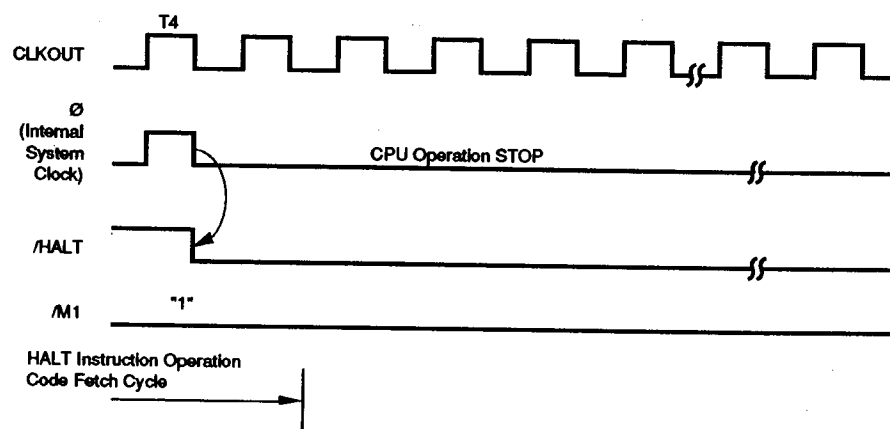 T4
CLKOUT
Ø
(Internal
System
Clock)
CPU Operation STOP
/HALT
/M1
"1"
HALT Instruction Operation
Code Fetch Cycle